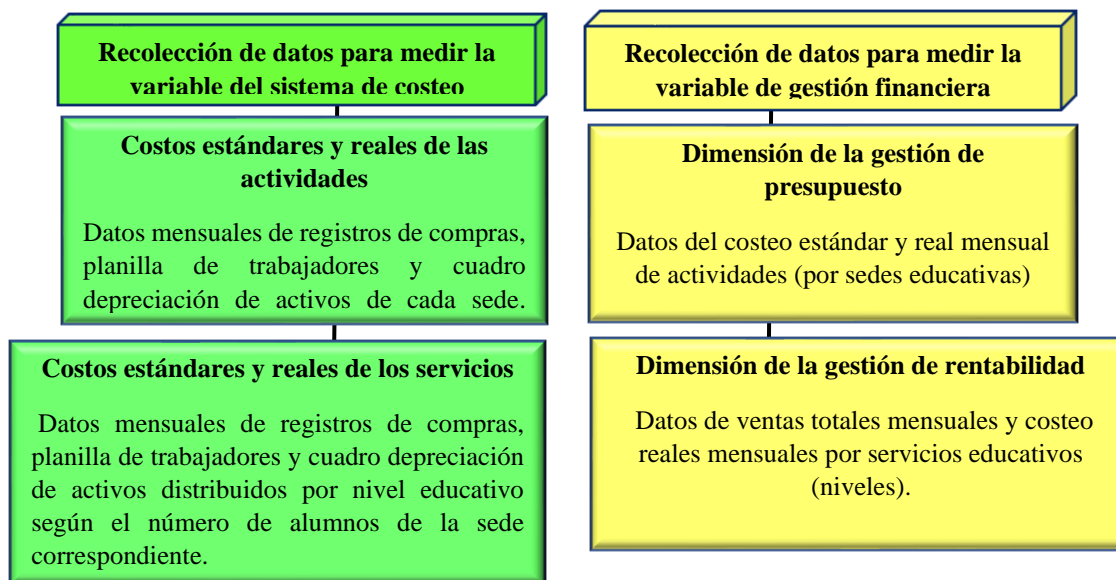 Recolección de datos para medir la
variable del sistema de costeo
Costos estándares y reales de las
actividades
Datos mensuales de registros de compras,
planilla de trabajadores y cuadro
depreciación de activos de cada sede.
Costos estándares y reales de los servicios
Datos mensuales de registros de compras,
planilla de trabajadores y cuadro depreciación
de activos distribuidos por nivel educativo
según el número de alumnos de la sede
correspondiente.
Recolección de datos para medir la
variable de gestión financiera
Dimensión de la gestión de
presupuesto
Datos del costeo estándar y real mensual
de actividades (por sedes educativas)
Dimensión de la gestión de rentabilidad
Datos de ventas totales mensuales y costeo
reales mensuales por servicios educativos
(niveles).